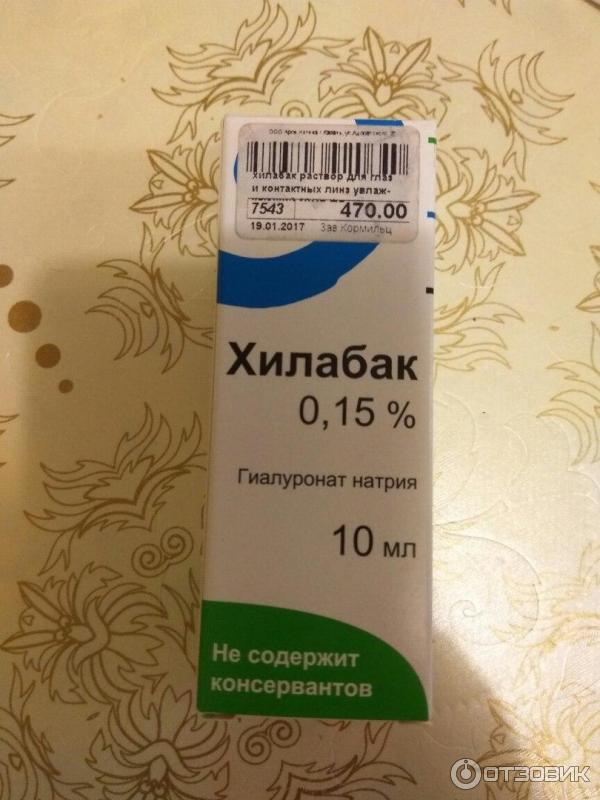 хилабак раствор для глаз
и контактных линз увлаж-
7543
470.00
19.01.2017 Зав Кормильц
Хилабак
0,15 %
Гиалуронат натрия
10 мл
Не содержит
консервантов
ОТЗОВИК